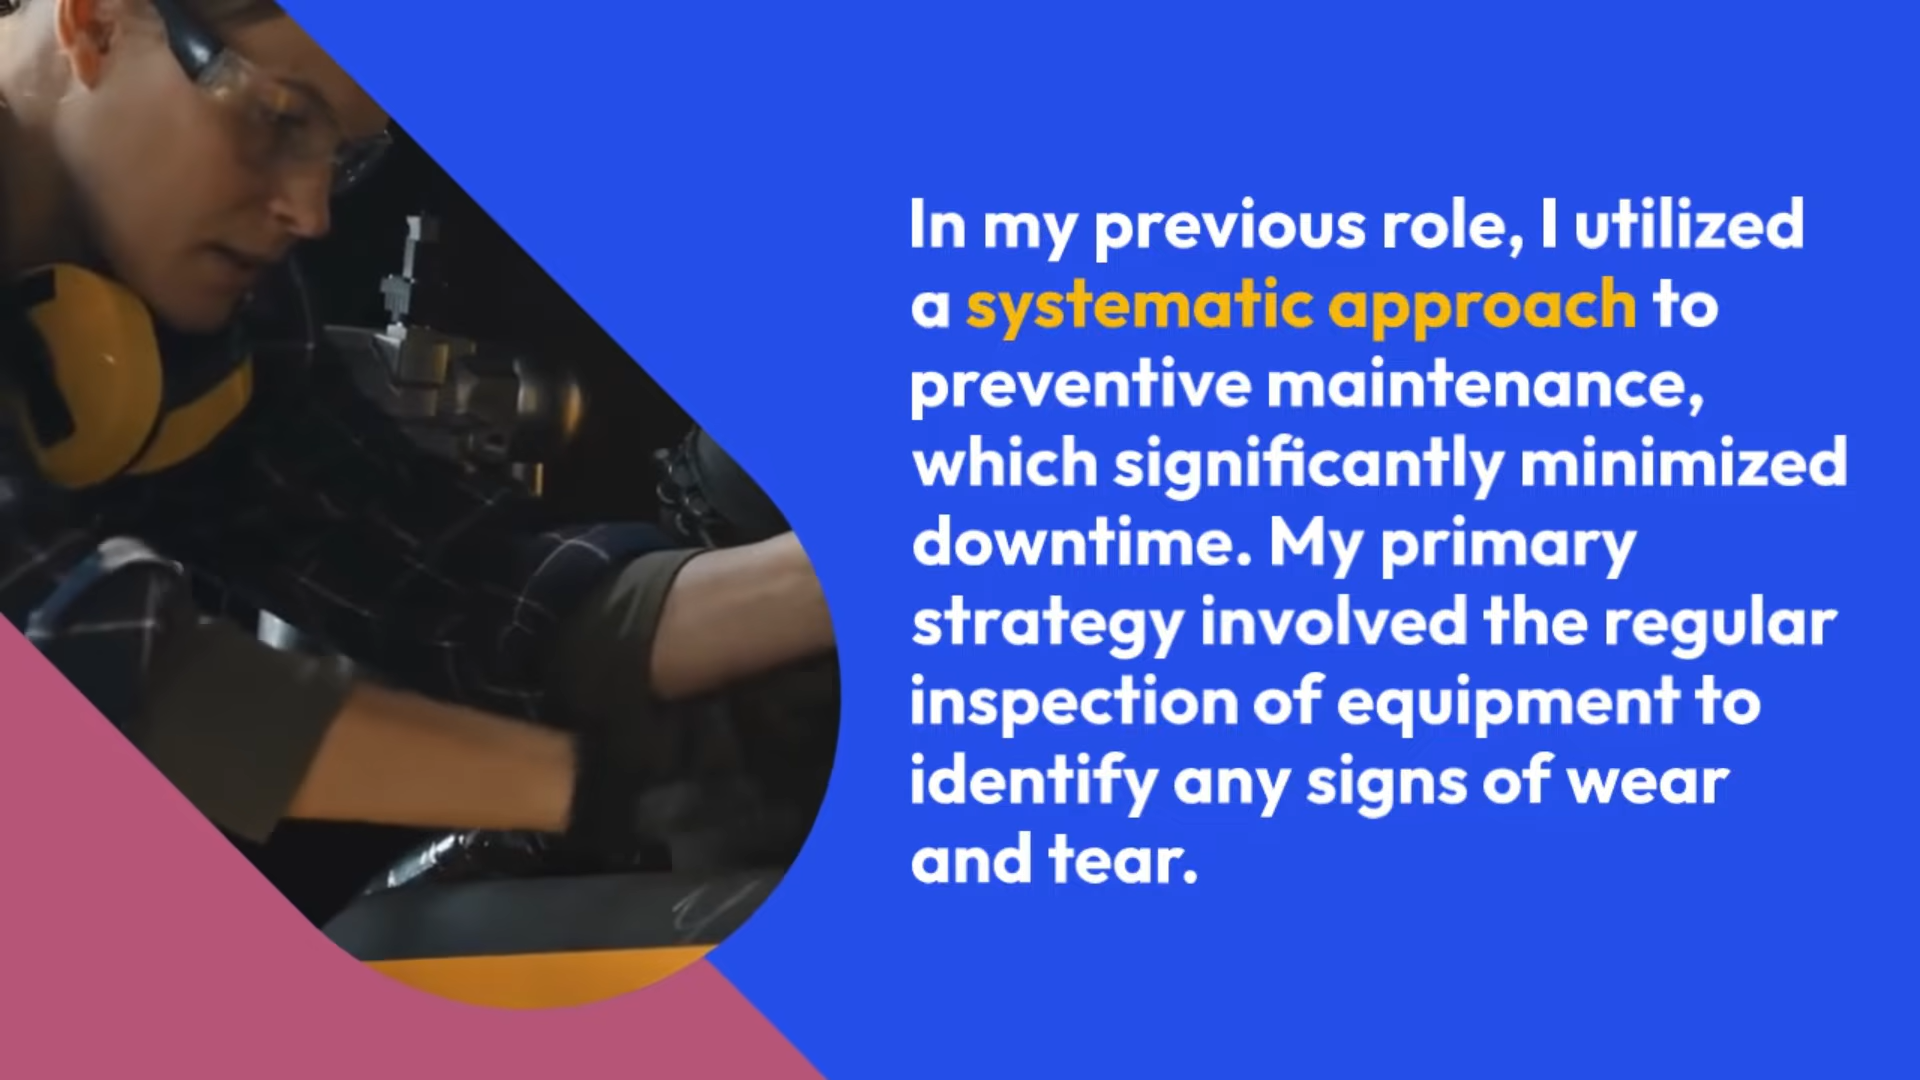 In my previous role, I utilized
a systematic approach to
preventive maintenance,
which significantly minimized
downtime. My primary
strategy involved the regular
inspection of equipment to
identify any signs of wear
and tear.